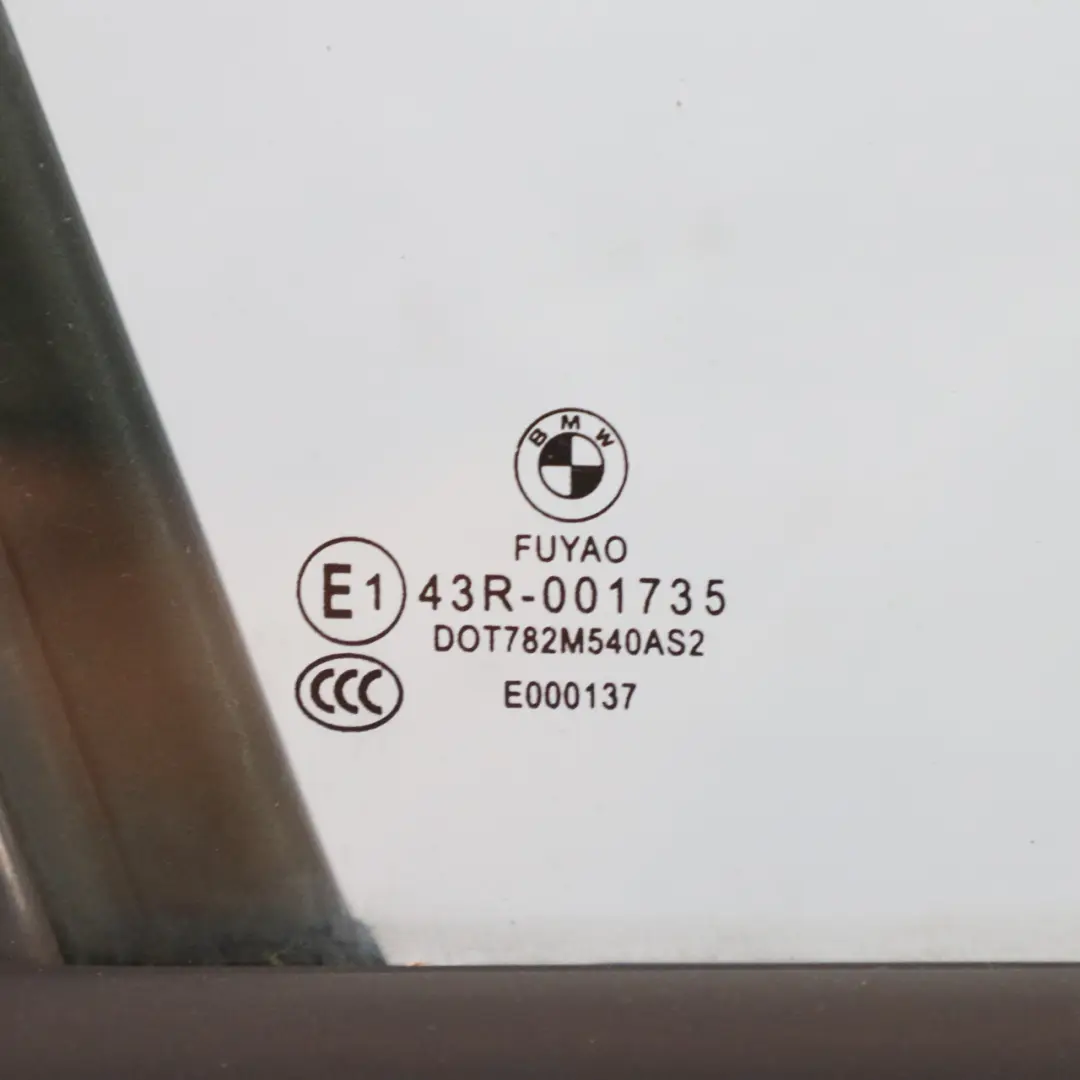 BMW
FUYAO
E1 43R-001735
DOT782M540AS2
CCC E000137